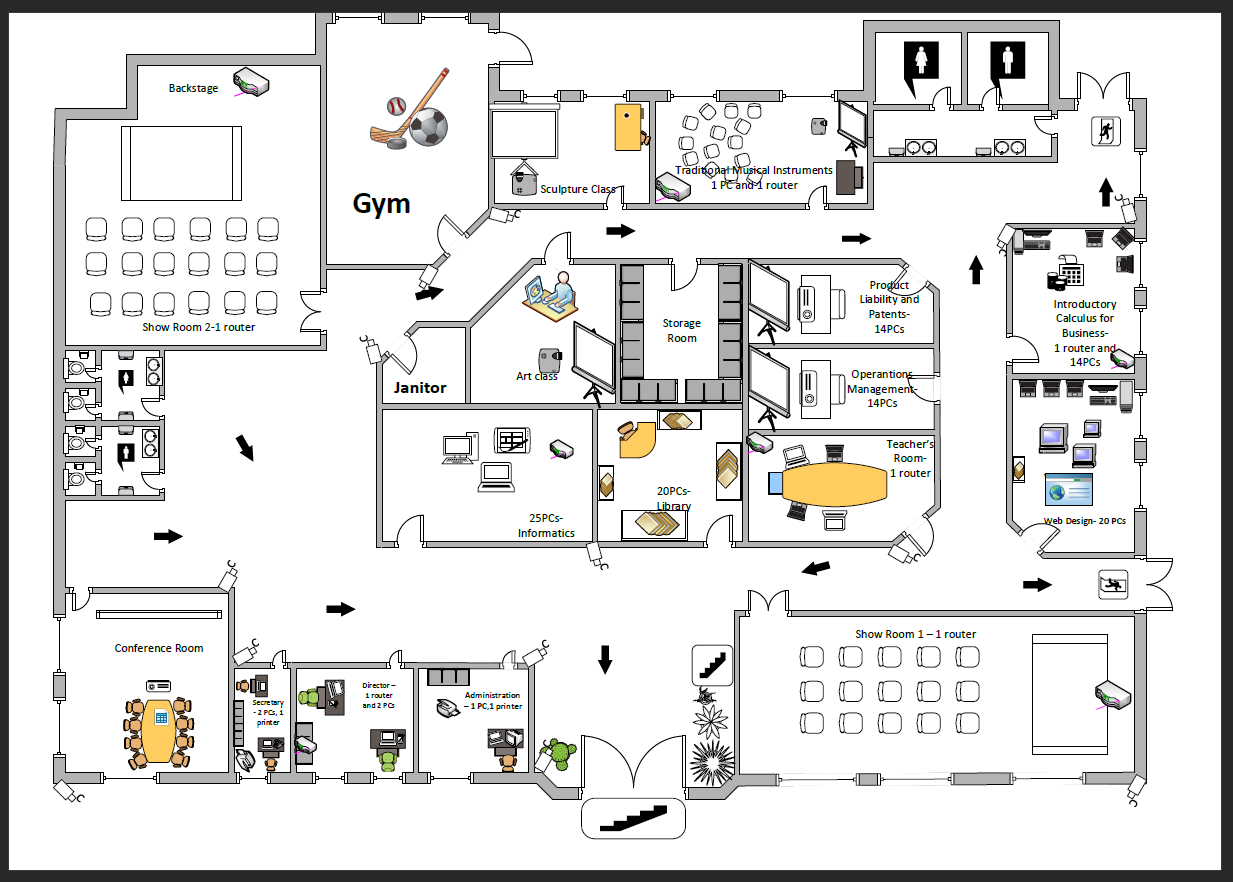 Backstage
Gym
Sculpture Class
Traditional Musical Instruments
1 PC and 1 router
Show Room 2-1 router
Product
Liability and
Patents-
14PCs
Introductory
Calculus for
Business-
1 router and
14PCs
Storage
Room
Art class
Janitor
Operantions
Management-
14PCs
Teacher's
Room-
1 router
20PCs-
Library
25PCs-
Informatics
Web Design- 20 PCs
Conference Room
Show Room 1 – 1 router
Secretary
- 2 PCs, 1
printer
Director –
1 router
and 2 PCs
Administration
– 1 PC,1 printer